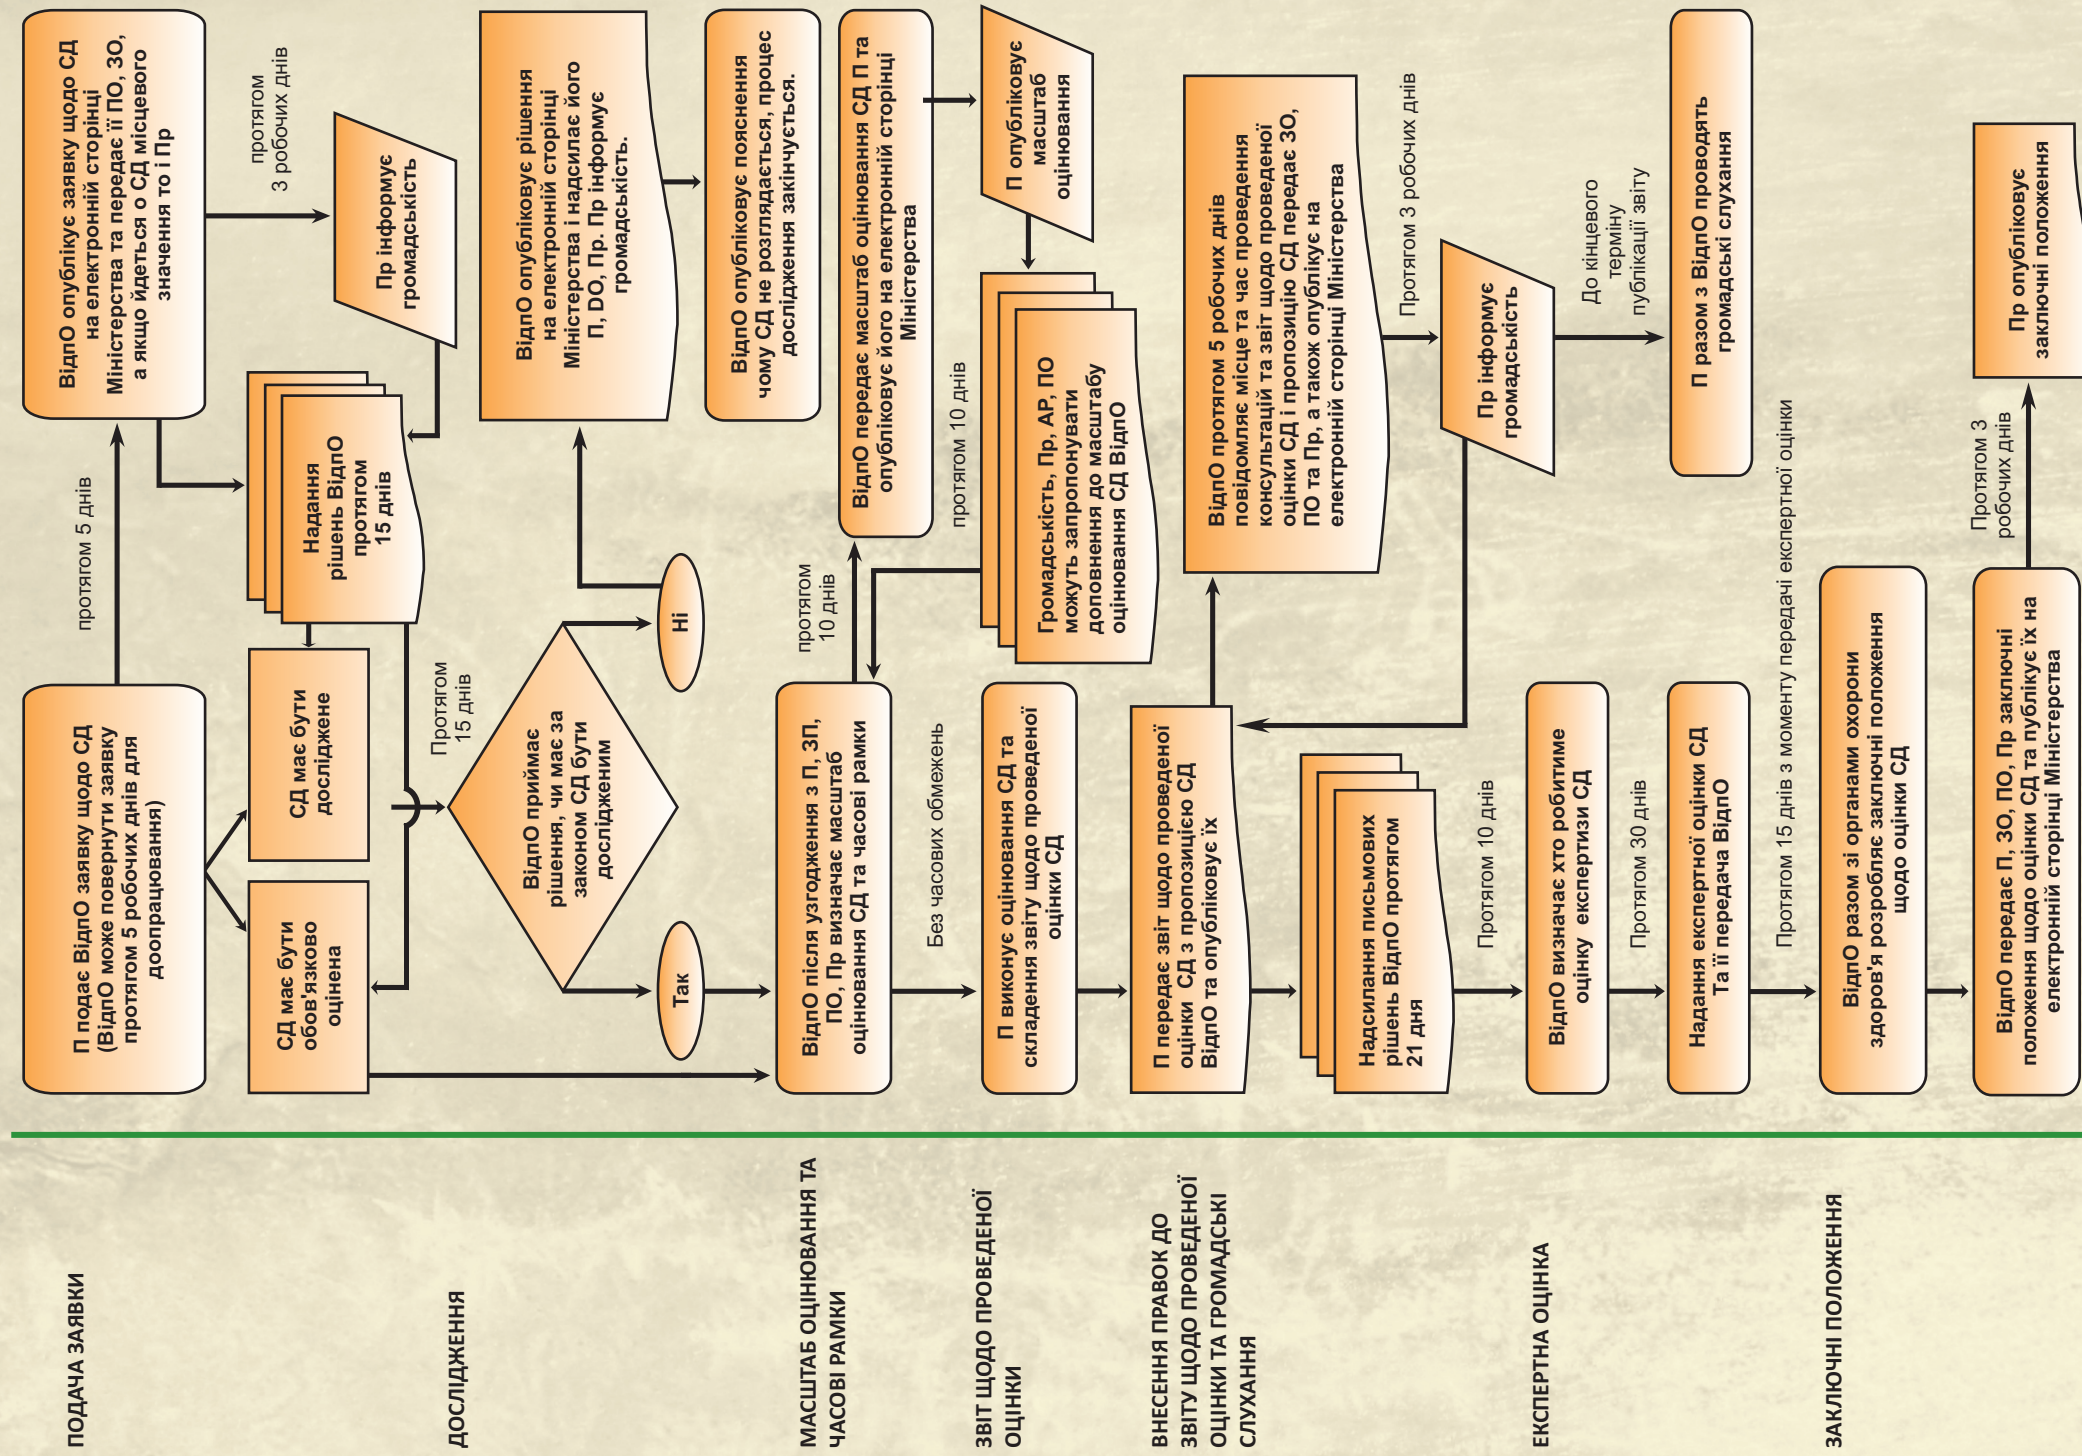 ПОДАЧА ЗАЯВКИ
П подає ВідпО заявку щодо СД
(ВідпО може повернути заявку
протягом 5 робочих днів для
доопрацювання)
протягом 5 днів
ВідпО опублікує заявку щодо СД
на електронній сторінці
Міністерства та передає її ПО, ЗО,
а якщо йдеться о СД місцевого
значення то і Пр
протягом
3 робочих днів
Пр інформує
громадськість
Надання
рішень ВідпО
протягом
15 днів
СД має бути
обов'язково
оцінена
СД має бути
досліджене
ДОСЛІДЖЕННЯ
Протягом
15 днів
ВідпО приймає
рішення, чи має за
законом СД бути
дослідженим
Так
Ні
ВідпО опубліковує рішення
на електронній сторінці
Міністерства і надсилає його
П, DО, Пр. Пр інформує
громадськість.
ВідпО опубліковує пояснення
чому СД не розглядається, процес
дослідження закінчується.
МАСШТАБ ОЦІНЮВАННЯ ТА
ЧАСОВІ РАМКИ
ВідпО після узгодження з П, ЗП,
ПО, Пр визначає масштаб
оцінювання СД та часові рамки
протягом
10 днів
ВідпО передає масштаб оцінювання СД П та
опубліковує його на електронній сторінці
Міністерства
П опубліковує
масштаб
оцінювання
протягом 10 днів
Громадськість, Пр, АР, ПО
можуть запропонувати
доповнення до масштабу
оцінювання СД ВідпО
Без часових обмежень
ЗВІТ ЩОДО ПРОВЕДЕНОЇ
ОЦІНКИ
П виконує оцінювання СД та
складення звіту щодо проведеної
оцінки СД
ВНЕСЕННЯ ПРАВОК ДО
ЗВІТУ ЩОДО ПРОВЕДЕНОЇ
ОЦІНКИ ТА ГРОМАДСЬКІ
СЛУХАННЯ
П передає звіт щодо проведеної
оцінки СД з пропозицією СД
ВідпО та опубліковує їх
ВідпО протягом 5 робочих днів
повідомляє місце та час проведення
консультацій та звіт щодо проведеної
оцінки СД і пропозицію СД передає ЗО,
ПО та Пр, а також опублікує на
електронній сторінці Міністерства
Протягом 3 робочих днів
Пр інформує
громадськість
До кінцевого
терміну
публікації звіту
П разом з ВідпО проводять
громадські слухання
Надсилання письмових
рішень ВідпО протягом
21 дня
Протягом 10 днів
ЕКСПЕРТНА ОЦІНКА
ВідпО визначає хто робитиме
оцінку експертизи СД
Протягом 30 днів
Надання експертної оцінки СД
Та її передача ВідпО
Протягом 15 днів з моменту передачі експертної оцінки
ЗАКЛЮЧНІ ПОЛОЖЕННЯ
ВідпО разом зі органами охорони
здоров'я розробляє заключні положення
щодо оцінки СД
ВідпО передає П, ЗО, ПО, Пр заключні
положення щодо оцінки СД та публікує їх на
електронній сторінці Міністерства
Протягом 3
робочих днів
Пр опубліковує
заключні положення